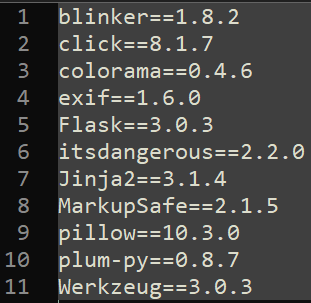 1 blinker==1.8.2
2 click==8.1.7
3 colorama==0.4.6
4 exif==1.6.0
5 Flask==3.0.3
6 itsdangerous==2.2.0
7 Jinja2==3.1.4
8 MarkupSafe==2.1.5
9 pillow==10.3.0
10 plum-py==0.8.7
11 Werkzeug==3.0.3